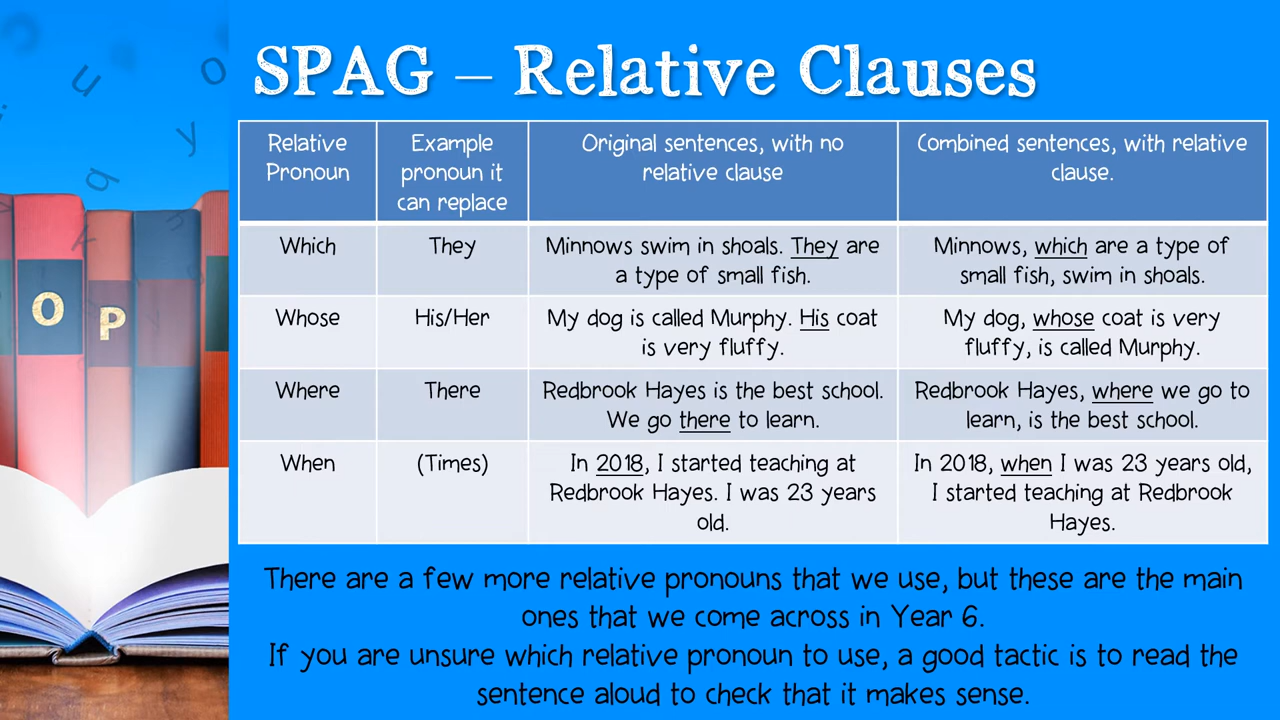 SPAG – Relative Clauses
Relative
Pronoun
Example
pronoun it
can replace
Original sentences, with no
relative clause
Combined sentences, with relative
clause.
Which
They
Minnows swim in shoals. They are
a type of small fish.
Minnows, which are a type of
small fish, swim in shoals.
Whose
His/Her
My dog is called Murphy. His coat
is very fluffy.
My dog, whose coat is very
fluffy, is called Murphy.
Where
There
Redbrook Hayes is the best school.
We go there to learn.
Redbrook Hayes, where we go to
learn, is the best school.
When
(Times)
In 2018, I started teaching at
Redbrook Hayes. I was 23 years
old.
In 2018, when I was 23 years old,
I started teaching at Redbrook
Hayes.
There are a few more relative pronouns that we use, but these are the main
ones that we come across in Year 6.
If you are unsure which relative pronoun to use, a good tactic is to read the
sentence aloud to check that it makes sense.
u
o
y
q
k
O
P